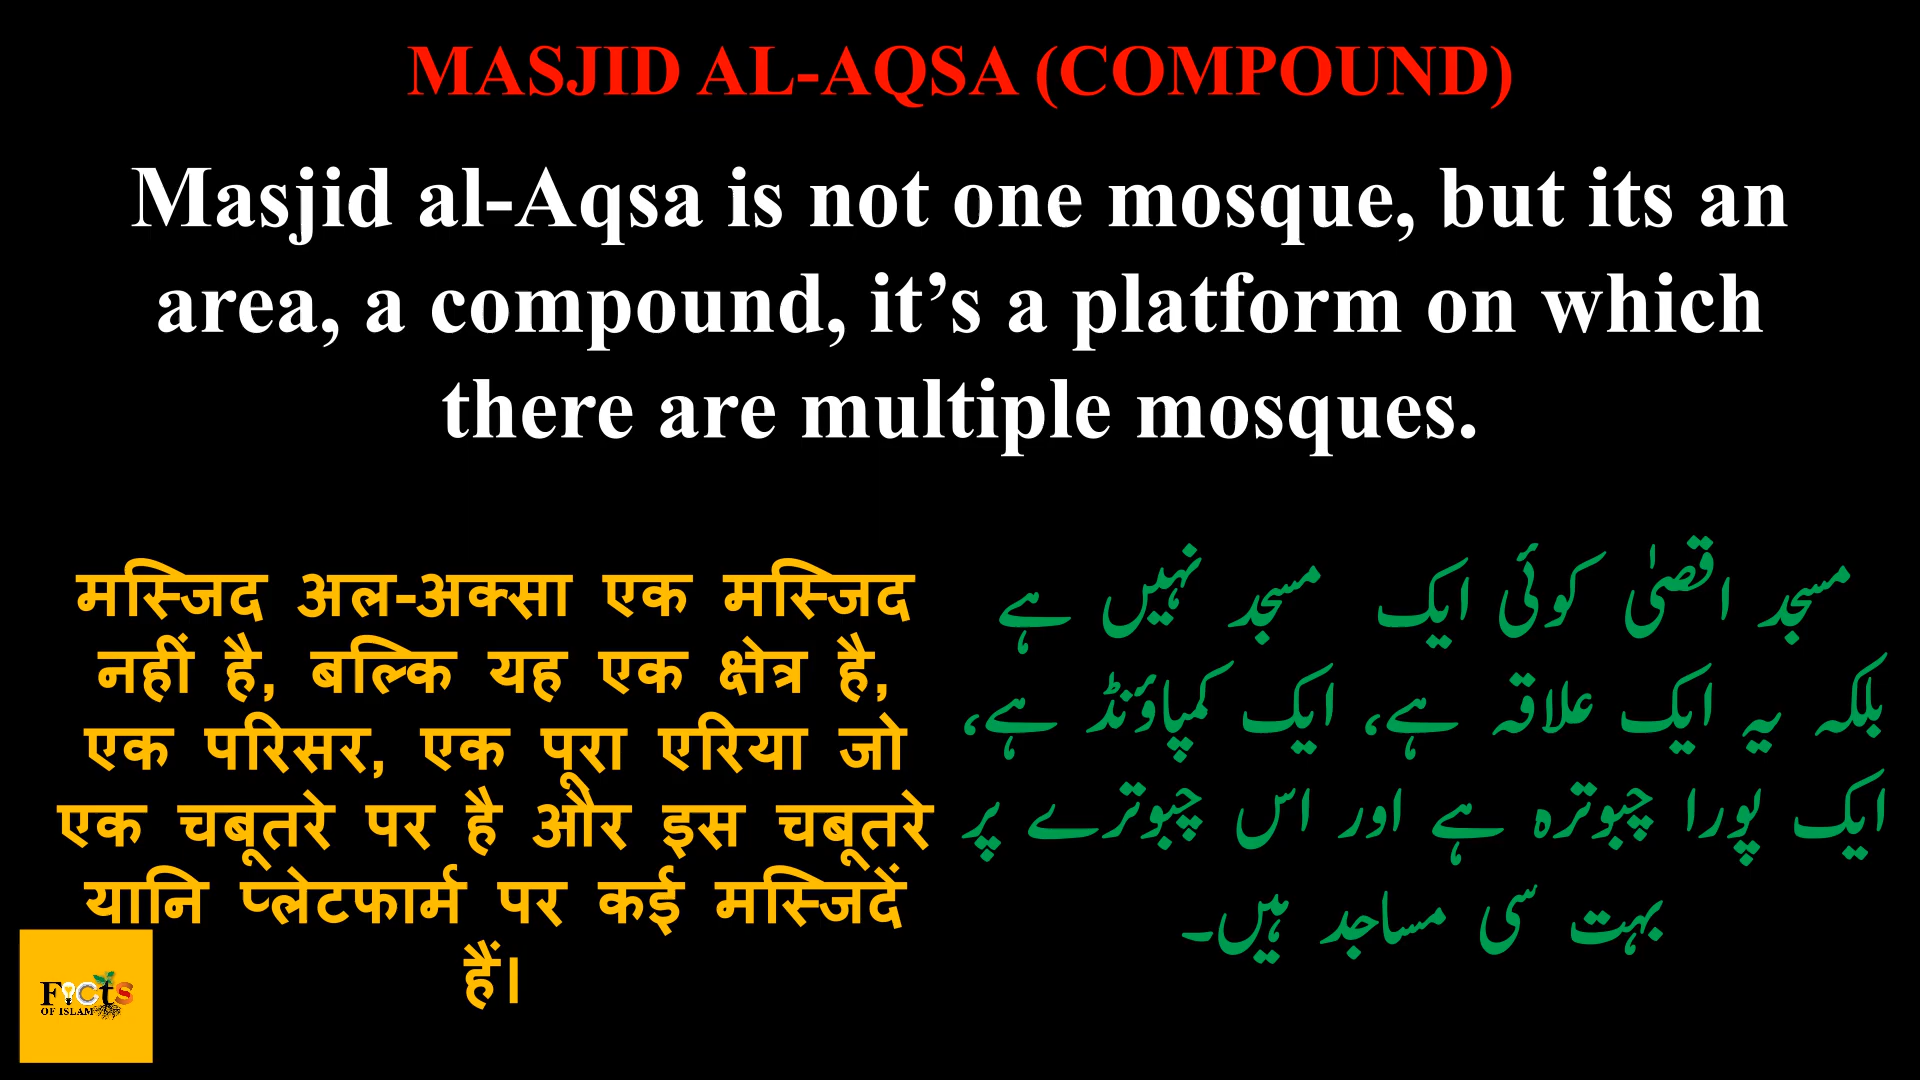 MASJID AL-AQSA (COMPOUND)
Masjid al-Aqsa is not one mosque, but its an
area, a compound, it’s a platform on which
there are multiple mosques.
मस्जिद अल-अक्सा एक मस्जिद
नहीं है, बल्कि यह एक क्षेत्र है,
एक परिसर, एक पूरा एरिया जो
एक चबूतरे पर है और इस चबूतरे
यानि प्लेटफार्म पर कई मस्जिदें
हैं।
مسجد اقصیٰ کوئی ایک مسجد نہیں ہے
بلکہ یہ ایک علاقہ ہے، ایک کمپاؤنڈ ہے،
ایک پورا چبوترہ ہے اور اس چبوترے پر
بہت سی مساجد ہیں۔
Facts
OF ISLAM